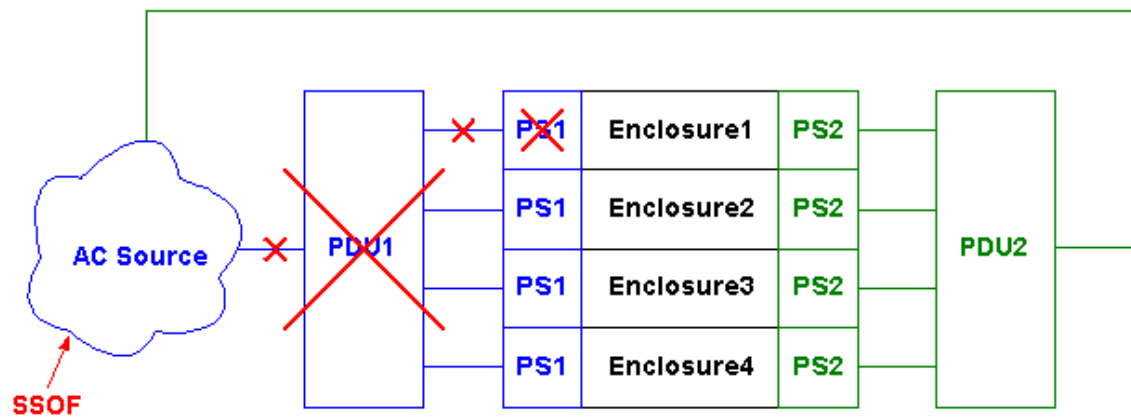 PS1 Enclosure1 PS2
PS1 Enclosure2 PS2
AC Source PDU1 PDU2
PS1 Enclosure3 PS2
PS1 Enclosure4 PS2
SSOF